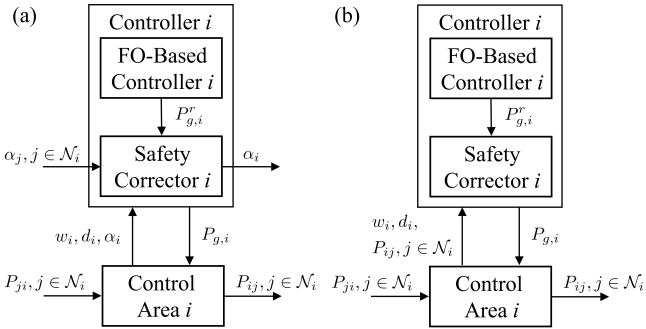 (a)
Controller i
FO-Based
Controller i
P^r_{g,i}
α_j, j ∈ 𝒩_i
Safety
Corrector i
α_i
w_i, d_i, α_i
P_{g,i}
P_{ji}, j ∈ 𝒩_i
Control
Area i
P_{ij}, j ∈ 𝒩_i
(b)
Controller i
FO-Based
Controller i
P^r_{g,i}
Safety
Corrector i
w_i, d_i,
P_{ij}, j ∈ 𝒩_i
P_{g,i}
P_{ji}, j ∈ 𝒩_i
Control
Area i
P_{ij}, j ∈ 𝒩_i